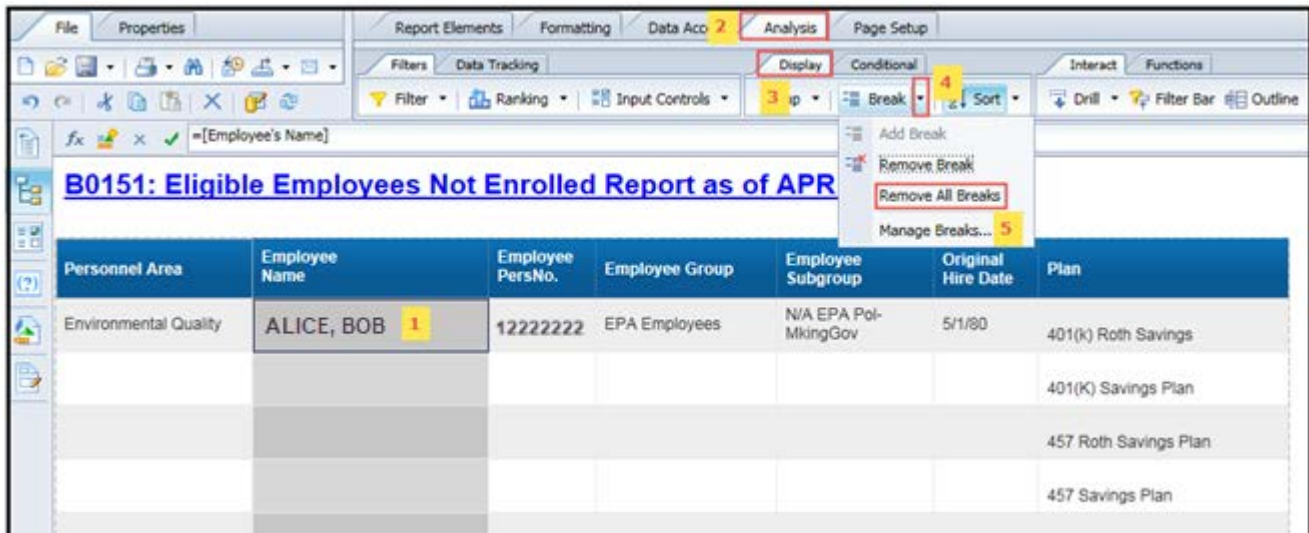 File Properties Report Elements Formatting Data Acc 2 Analysis Page Setup
Filters Data Tracking Display Conditional Interact Functions
Filter Ranking Input Controls 3 up Break 4 Sort Drill Filter Bar Outline
=[Employee's Name]
Add Break
Remove Break
Remove All Breaks
Manage Breaks... 5
B0151: Eligible Employees Not Enrolled Report as of APR
Personnel Area Employee Name Employee PersNo. Employee Group Employee Subgroup Original Hire Date Plan
Environmental Quality ALICE, BOB 1 12222222 EPA Employees N/A EPA Pol-MkingGov 5/1/80 401(k) Roth Savings
401(K) Savings Plan
457 Roth Savings Plan
457 Savings Plan